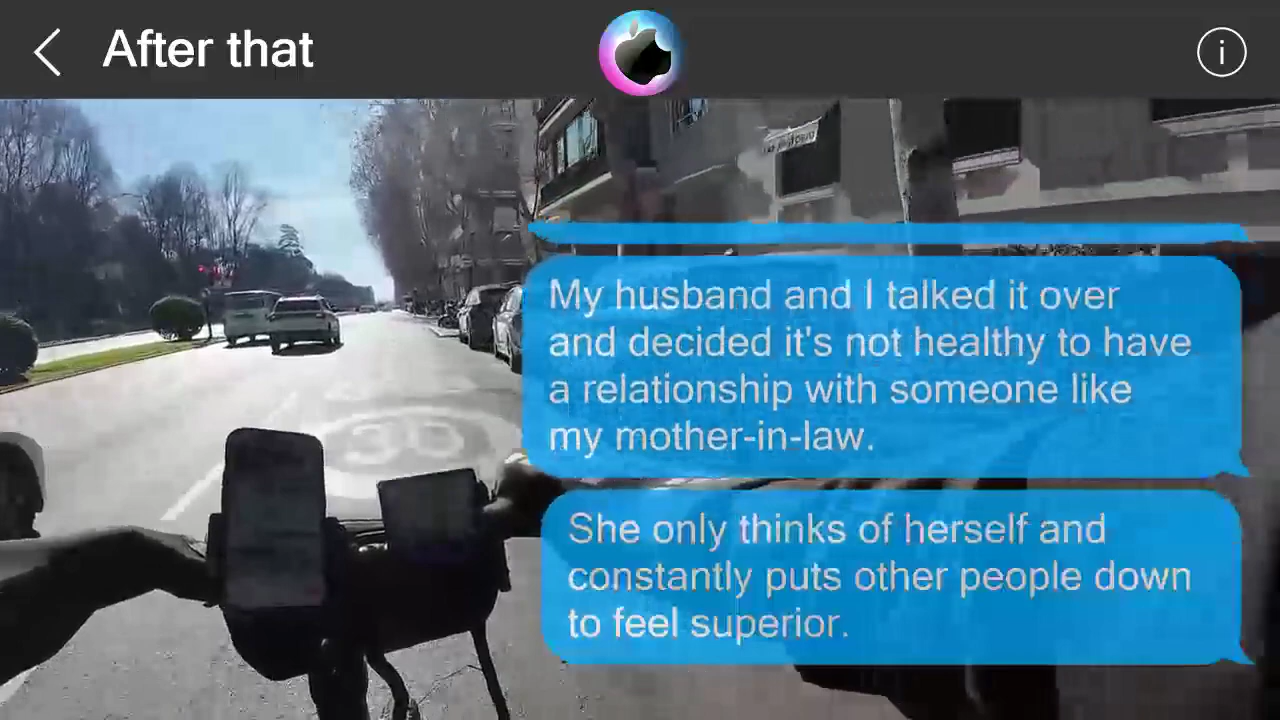 After that
i
My husband and I talked it over
and decided it's not healthy to have
a relationship with someone like
my mother-in-law.
She only thinks of herself and
constantly puts other people down
to feel superior.
30